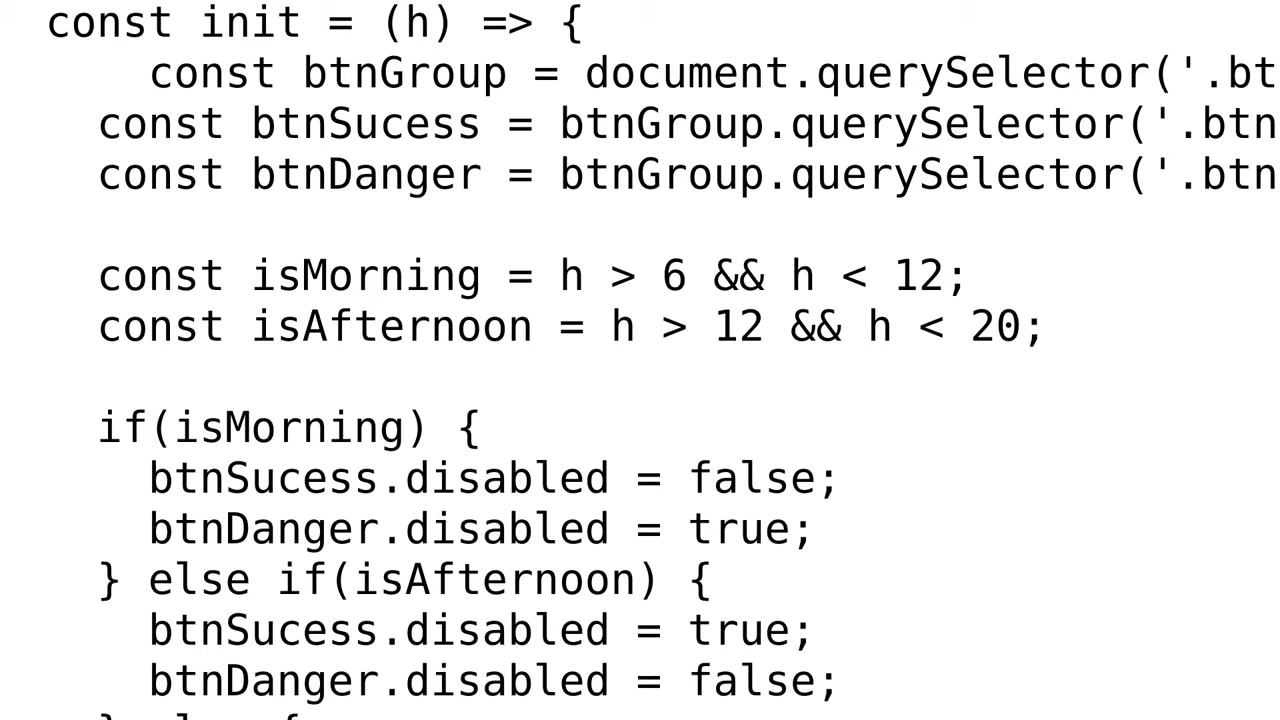 const init = (h) => {
    const btnGroup = document.querySelector('.bt
  const btnSucess = btnGroup.querySelector('.btn
  const btnDanger = btnGroup.querySelector('.btn

  const isMorning = h > 6 && h < 12;
  const isAfternoon = h > 12 && h < 20;

  if(isMorning) {
    btnSucess.disabled = false;
    btnDanger.disabled = true;
  } else if(isAfternoon) {
    btnSucess.disabled = true;
    btnDanger.disabled = false;